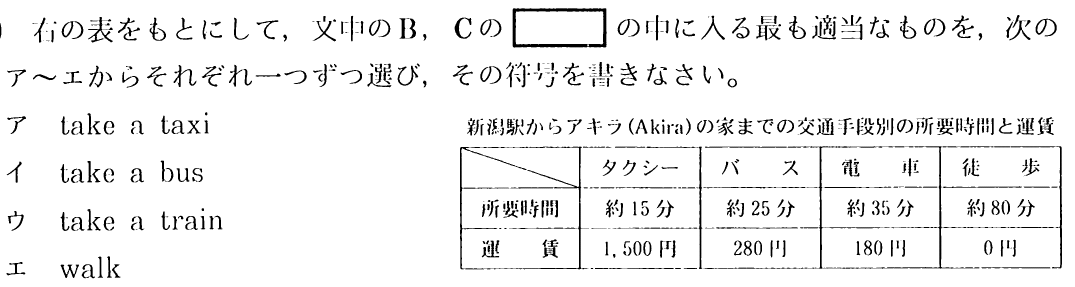 ) 右の表をもとにして，文中のB，Cの の中に入る最も適当なものを，次の
ア～エからそれぞれ一つずつ選び，その符号を書きなさい。
ア take a taxi
イ take a bus
ウ take a train
エ walk
新潟駅からアキラ(Akira)の家までの交通手段別の所要時間と運賃
タクシー バス 電車 徒歩
所要時間 約15分 約25分 約35分 約80分
運賃 1,500円 280円 180円 0円